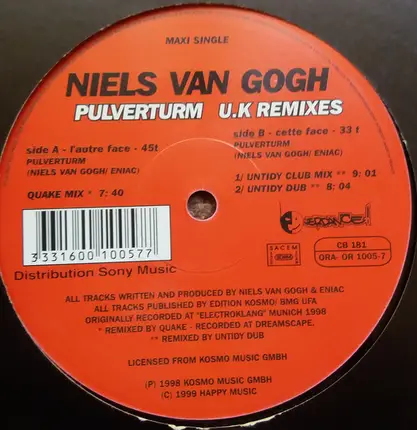 MAXI SINGLE
NIELS VAN GOGH
PULVERTURM U.K REMIXES
side A - l'autre face - 45t
PULVERTURM
(NIELS VAN GOGH/ ENIAC)
QUAKE MIX * 7: 40
side B - cette face - 33 t
PULVERTURM
(NIELS VAN GOGH/ ENIAC)
1/ UNTIDY CLUB MIX ** 9: 01
2/ UNTIDY DUB ** 8: 04
3 331600 100577
Distribution Sony Music
SACEM
CB 181
GRA- OR 1005-7
ALL TRACKS WRITTEN AND PRODUCED BY NIELS VAN GOGH & ENIAC
ALL TRACKS PUBLISHED BY EDITION KOSMO/ BMG UFA
ORIGINALLY RECORDED AT "ELECTROKLANG" MUNICH 1998
* REMIXED BY QUAKE - RECORDED AT DREAMSCAPE.
** REMIXED BY UNTIDY DUB
LICENSED FROM KOSMO MUSIC GMBH
(P) 1998 KOSMO MUSIC GMBH
(C) 1999 HAPPY MUSIC